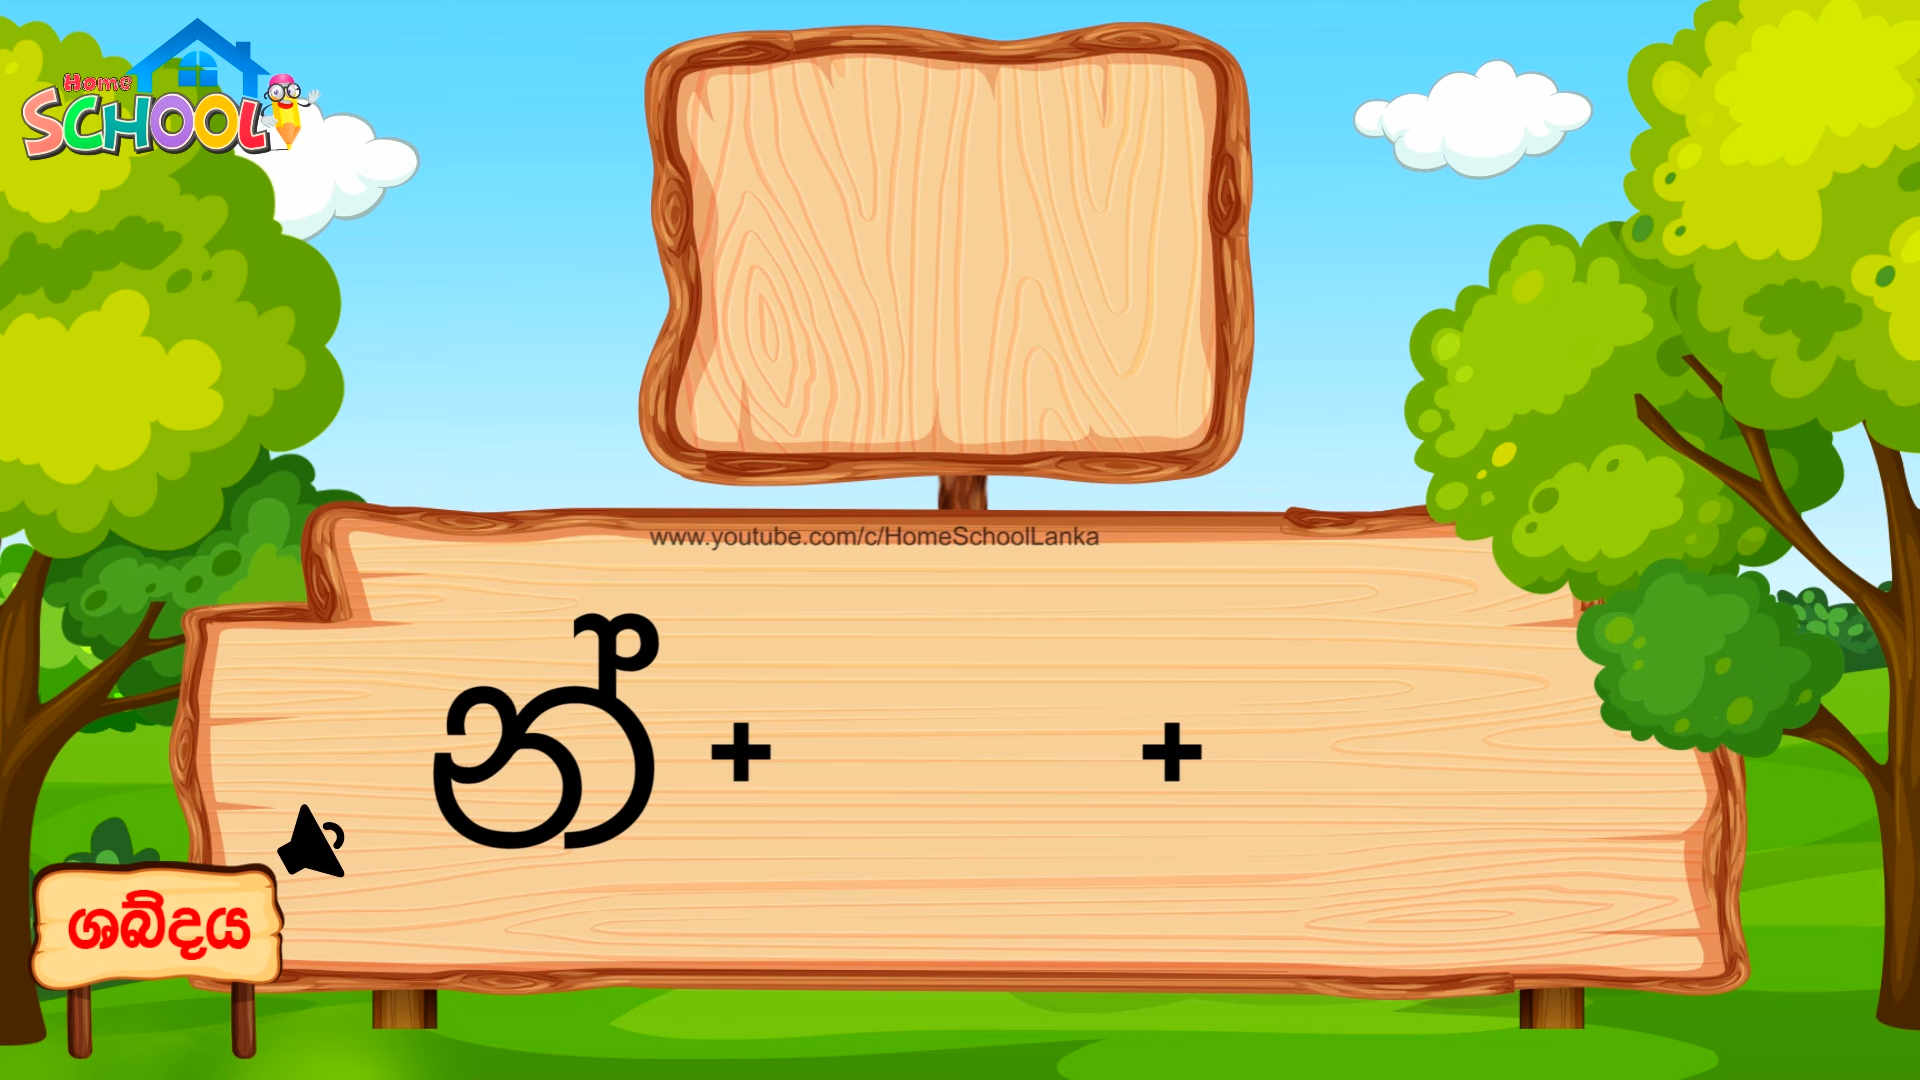 Home
SCHOOL
www.youtube.com/c/HomeSchoolLanka
ත් + +
ශබ්දය